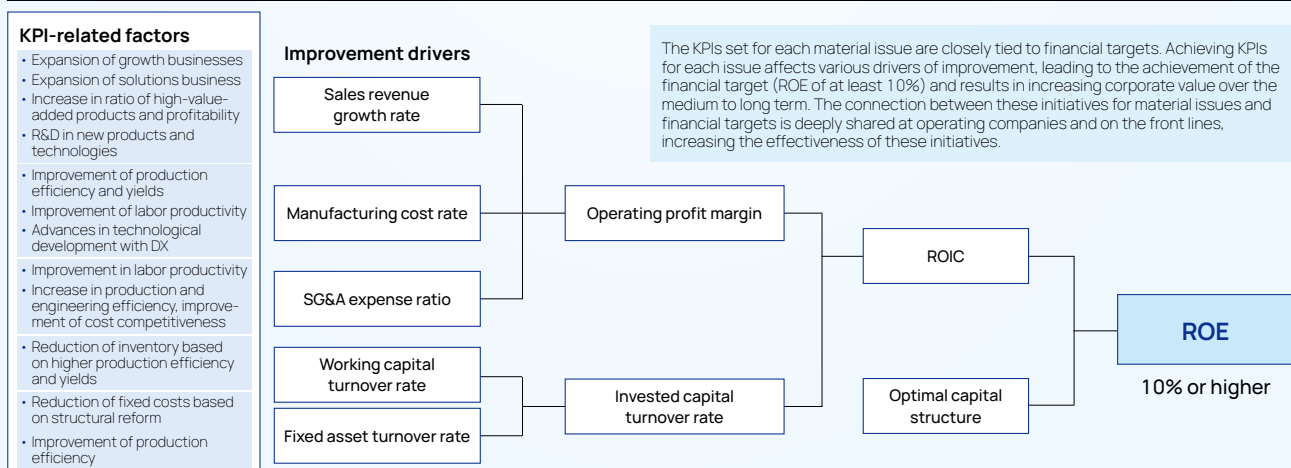 KPI-related factors
• Expansion of growth businesses
• Expansion of solutions business
• Increase in ratio of high-value-
added products and profitability
• R&D in new products and
technologies
• Improvement of production
efficiency and yields
• Improvement of labor productivity
• Advances in technological
development with DX
• Improvement in labor productivity
• Increase in production and
engineering efficiency, improve-
ment of cost competitiveness
• Reduction of inventory based
on higher production efficiency
and yields
• Reduction of fixed costs based
on structural reform
• Improvement of production
efficiency
Improvement drivers
Sales revenue
growth rate
Manufacturing cost rate
SG&A expense ratio
Working capital
turnover rate
Fixed asset turnover rate
Operating profit margin
Invested capital
turnover rate
The KPIs set for each material issue are closely tied to financial targets. Achieving KPIs
for each issue affects various drivers of improvement, leading to the achievement of the
financial target (ROE of at least 10%) and results in increasing corporate value over the
medium to long term. The connection between these initiatives for material issues and
financial targets is deeply shared at operating companies and on the front lines,
increasing the effectiveness of these initiatives.
ROIC
Optimal capital
structure
ROE
10% or higher